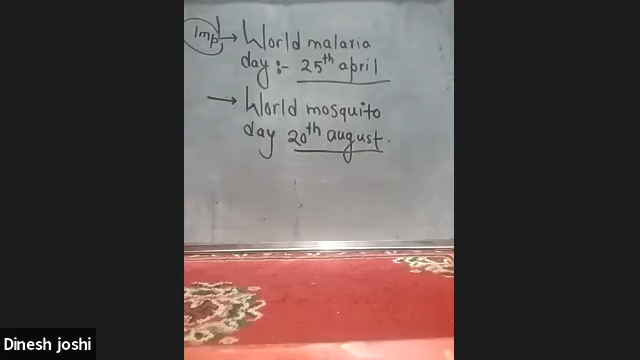 Imp → World malaria
day :- 25th april
→ World mosquito
day 20th august.
Dinesh joshi